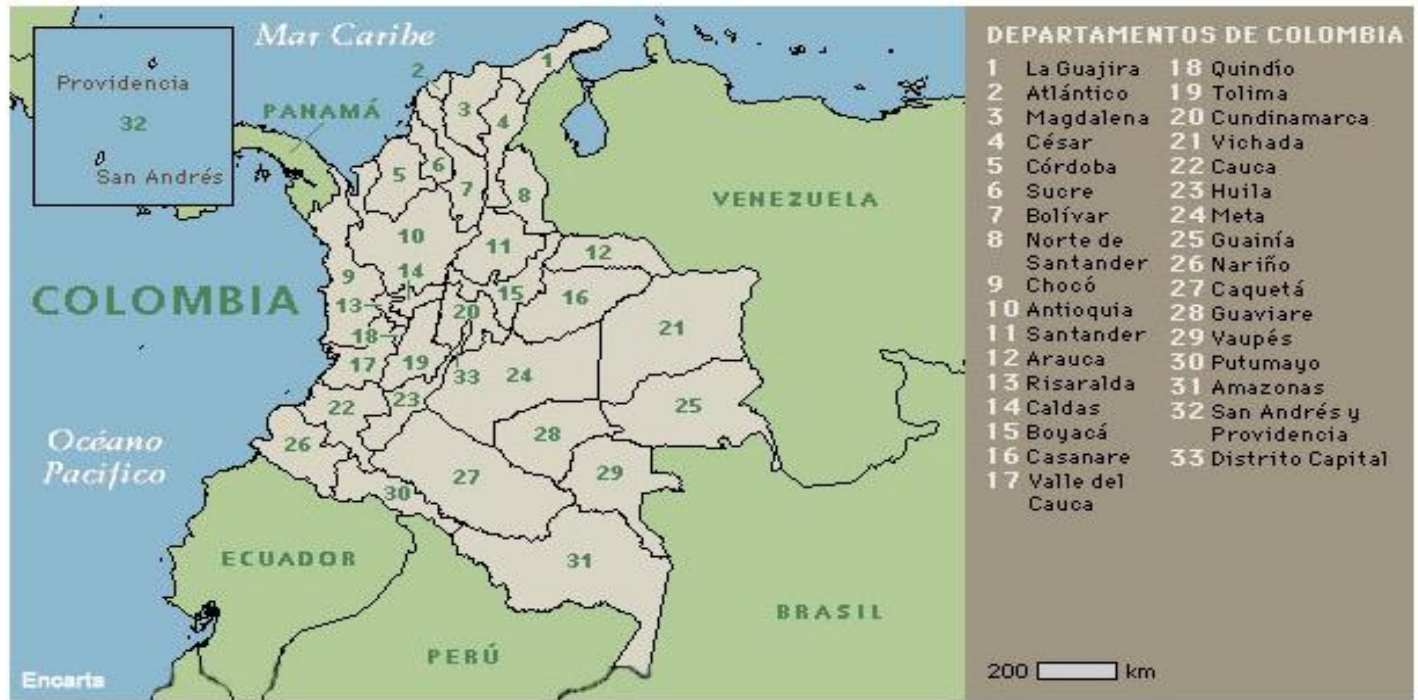 Mar Caribe
Providencia
32
San Andrés
PANAMÁ
VENEZUELA
COLOMBIA
Océano
Pacífico
ECUADOR
PERÚ
BRASIL
1
2
3
4
5
6
7
8
9
10
11
12
13
14
15
16
17
18
19
20
21
22
23
24
25
26
27
28
29
30
31
33
Encarta
DEPARTAMENTOS DE COLOMBIA
1 La Guajira
2 Atlántico
3 Magdalena
4 César
5 Córdoba
6 Sucre
7 Bolívar
8 Norte de
Santander
9 Chocó
10 Antioquia
11 Santander
12 Arauca
13 Risaralda
14 Caldas
15 Boyacá
16 Casanare
17 Valle del
Cauca
18 Quindío
19 Tolima
20 Cundinamarca
21 Vichada
22 Cauca
23 Huila
24 Meta
25 Guainía
26 Nariño
27 Caquetá
28 Guaviare
29 Vaupés
30 Putumayo
31 Amazonas
32 San Andrés y
Providencia
33 Distrito Capital
200 km